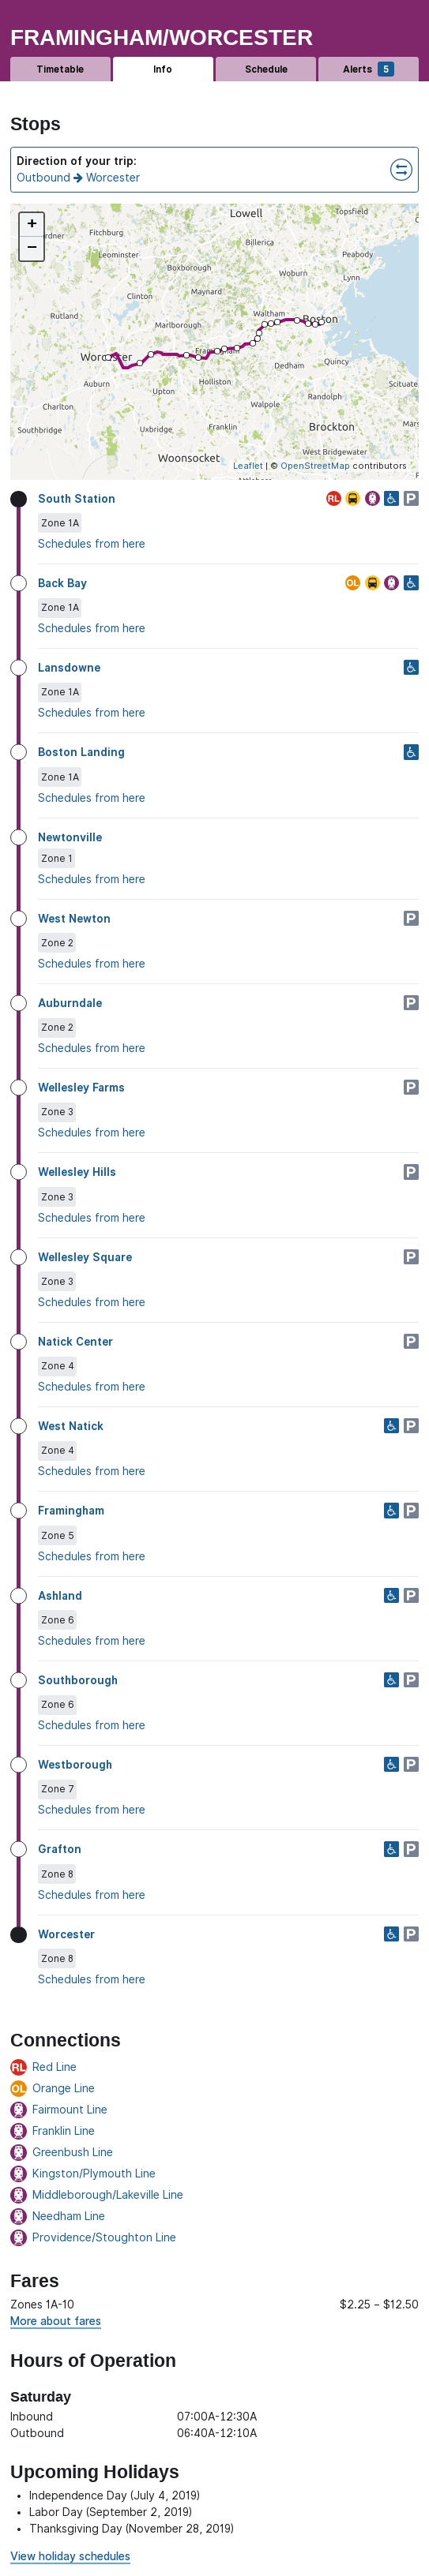 FRAMINGHAM/WORCESTER
Timetable Info Schedule Alerts 5
Stops
Direction of your trip:
Outbound Worcester
+
−
Lowell
Topsfield
Fitchburg
Billerica
Leominster
Peabody
Boxborough
Woburn
Lynn
Clinton
Maynard
Rutland
Waltham
Marlborough
Boston
Worcester
Framingham
Dedham
Quincy
Auburn
Holliston
Upton
Randolph
Scituate
Charlton
Walpole
Southbridge
Uxbridge
Franklin
Brockton
West Bridgewater
Woonsocket
Leaflet | © OpenStreetMap contributors
South Station RL P
Zone 1A
Schedules from here
Back Bay OL
Zone 1A
Schedules from here
Lansdowne
Zone 1A
Schedules from here
Boston Landing
Zone 1A
Schedules from here
Newtonville
Zone 1
Schedules from here
West Newton P
Zone 2
Schedules from here
Auburndale P
Zone 2
Schedules from here
Wellesley Farms P
Zone 3
Schedules from here
Wellesley Hills P
Zone 3
Schedules from here
Wellesley Square P
Zone 3
Schedules from here
Natick Center P
Zone 4
Schedules from here
West Natick P
Zone 4
Schedules from here
Framingham P
Zone 5
Schedules from here
Ashland P
Zone 6
Schedules from here
Southborough P
Zone 6
Schedules from here
Westborough P
Zone 7
Schedules from here
Grafton P
Zone 8
Schedules from here
Worcester P
Zone 8
Schedules from here
Connections
RL Red Line
OL Orange Line
Fairmount Line
Franklin Line
Greenbush Line
Kingston/Plymouth Line
Middleborough/Lakeville Line
Needham Line
Providence/Stoughton Line
Fares
Zones 1A-10 $2.25 – $12.50
More about fares
Hours of Operation
Saturday
Inbound 07:00A-12:30A
Outbound 06:40A-12:10A
Upcoming Holidays
• Independence Day (July 4, 2019)
• Labor Day (September 2, 2019)
• Thanksgiving Day (November 28, 2019)
View holiday schedules